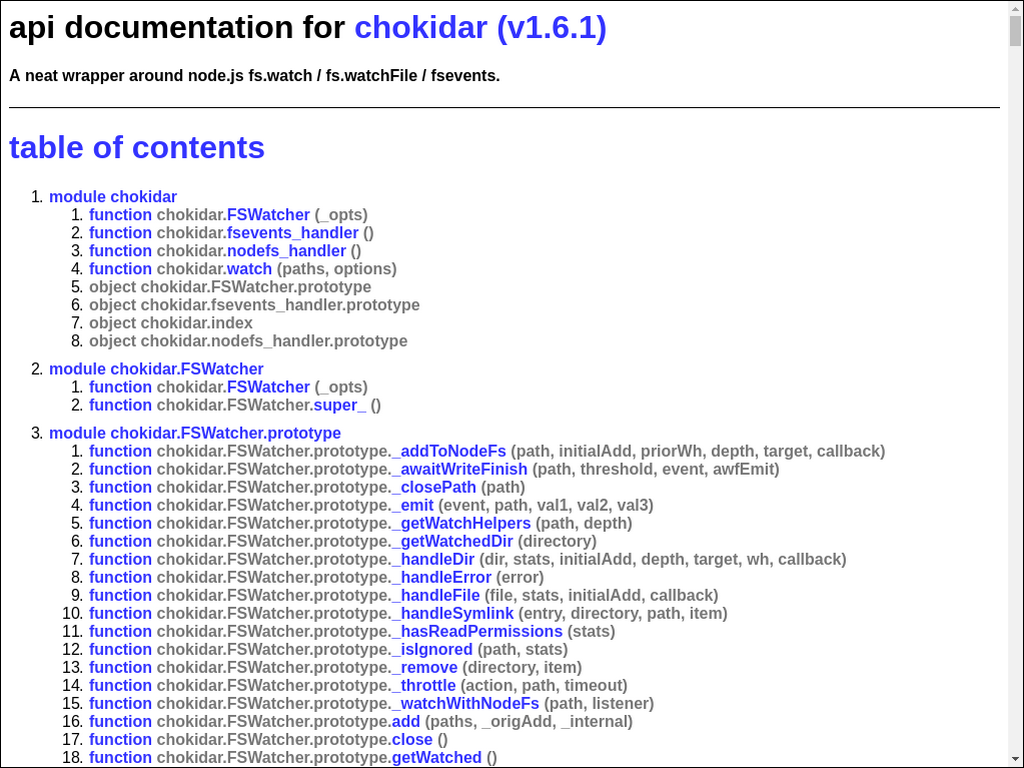 api documentation for chokidar (v1.6.1)
A neat wrapper around node.js fs.watch / fs.watchFile / fsevents.
table of contents
1. module chokidar
1. function chokidar.FSWatcher (_opts)
2. function chokidar.fsevents_handler ()
3. function chokidar.nodefs_handler ()
4. function chokidar.watch (paths, options)
5. object chokidar.FSWatcher.prototype
6. object chokidar.fsevents_handler.prototype
7. object chokidar.index
8. object chokidar.nodefs_handler.prototype
2. module chokidar.FSWatcher
1. function chokidar.FSWatcher (_opts)
2. function chokidar.FSWatcher.super_ ()
3. module chokidar.FSWatcher.prototype
1. function chokidar.FSWatcher.prototype._addToNodeFs (path, initialAdd, priorWh, depth, target, callback)
2. function chokidar.FSWatcher.prototype._awaitWriteFinish (path, threshold, event, awfEmit)
3. function chokidar.FSWatcher.prototype._closePath (path)
4. function chokidar.FSWatcher.prototype._emit (event, path, val1, val2, val3)
5. function chokidar.FSWatcher.prototype._getWatchHelpers (path, depth)
6. function chokidar.FSWatcher.prototype._getWatchedDir (directory)
7. function chokidar.FSWatcher.prototype._handleDir (dir, stats, initialAdd, depth, target, wh, callback)
8. function chokidar.FSWatcher.prototype._handleError (error)
9. function chokidar.FSWatcher.prototype._handleFile (file, stats, initialAdd, callback)
10. function chokidar.FSWatcher.prototype._handleSymlink (entry, directory, path, item)
11. function chokidar.FSWatcher.prototype._hasReadPermissions (stats)
12. function chokidar.FSWatcher.prototype._isIgnored (path, stats)
13. function chokidar.FSWatcher.prototype._remove (directory, item)
14. function chokidar.FSWatcher.prototype._throttle (action, path, timeout)
15. function chokidar.FSWatcher.prototype._watchWithNodeFs (path, listener)
16. function chokidar.FSWatcher.prototype.add (paths, _origAdd, _internal)
17. function chokidar.FSWatcher.prototype.close ()
18. function chokidar.FSWatcher.prototype.getWatched ()